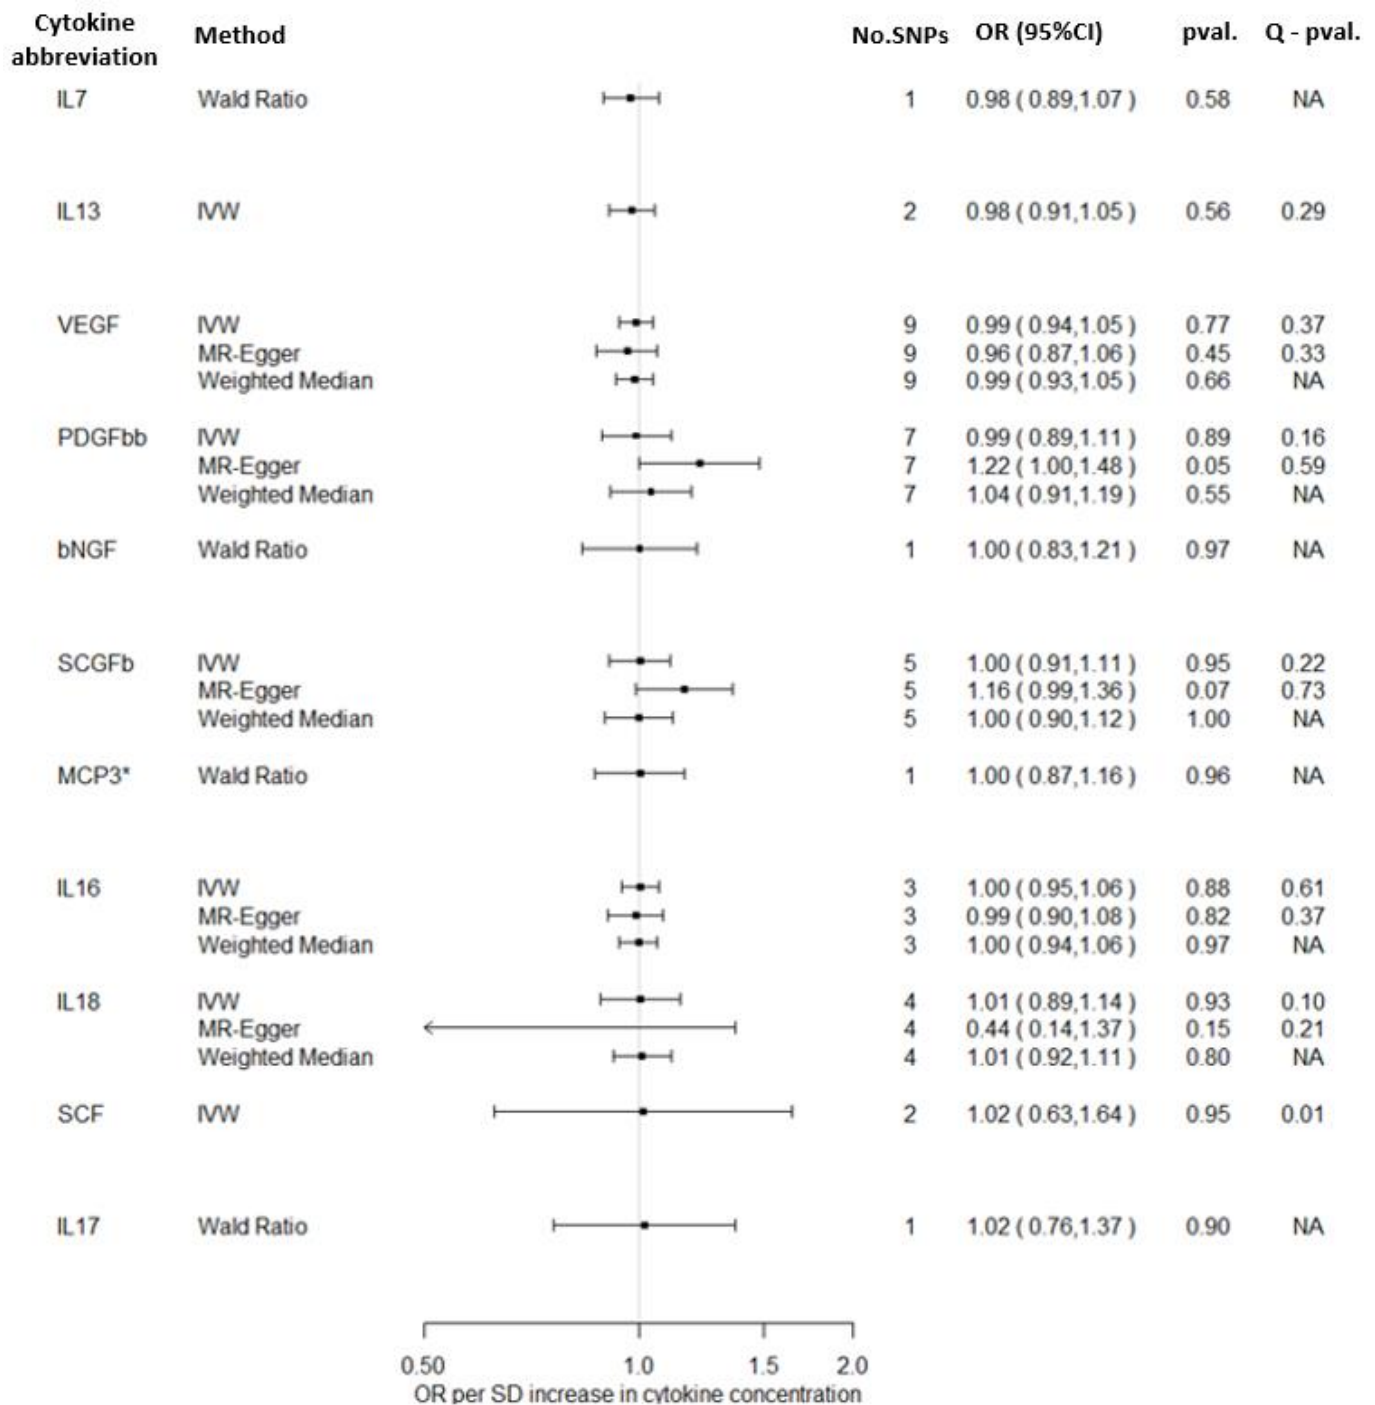 Cytokine abbreviation Method No.SNPs OR (95%CI) pval. Q - pval.
IL7 Wald Ratio 1 0.98 ( 0.89,1.07 ) 0.58 NA
IL13 IVW 2 0.98 ( 0.91,1.05 ) 0.56 0.29
VEGF IVW 9 0.99 ( 0.94,1.05 ) 0.77 0.37
MR-Egger 9 0.96 ( 0.87,1.06 ) 0.45 0.33
Weighted Median 9 0.99 ( 0.93,1.05 ) 0.66 NA
PDGFbb IVW 7 0.99 ( 0.89,1.11 ) 0.89 0.16
MR-Egger 7 1.22 ( 1.00,1.48 ) 0.05 0.59
Weighted Median 7 1.04 ( 0.91,1.19 ) 0.55 NA
bNGF Wald Ratio 1 1.00 ( 0.83,1.21 ) 0.97 NA
SCGFb IVW 5 1.00 ( 0.91,1.11 ) 0.95 0.22
MR-Egger 5 1.16 ( 0.99,1.36 ) 0.07 0.73
Weighted Median 5 1.00 ( 0.90,1.12 ) 1.00 NA
MCP3* Wald Ratio 1 1.00 ( 0.87,1.16 ) 0.96 NA
IL16 IVW 3 1.00 ( 0.95,1.06 ) 0.88 0.61
MR-Egger 3 0.99 ( 0.90,1.08 ) 0.82 0.37
Weighted Median 3 1.00 ( 0.94,1.06 ) 0.97 NA
IL18 IVW 4 1.01 ( 0.89,1.14 ) 0.93 0.10
MR-Egger 4 0.44 ( 0.14,1.37 ) 0.15 0.21
Weighted Median 4 1.01 ( 0.92,1.11 ) 0.80 NA
SCF IVW 2 1.02 ( 0.63,1.64 ) 0.95 0.01
IL17 Wald Ratio 1 1.02 ( 0.76,1.37 ) 0.90 NA
0.50 1.0 1.5 2.0
OR per SD increase in cytokine concentration